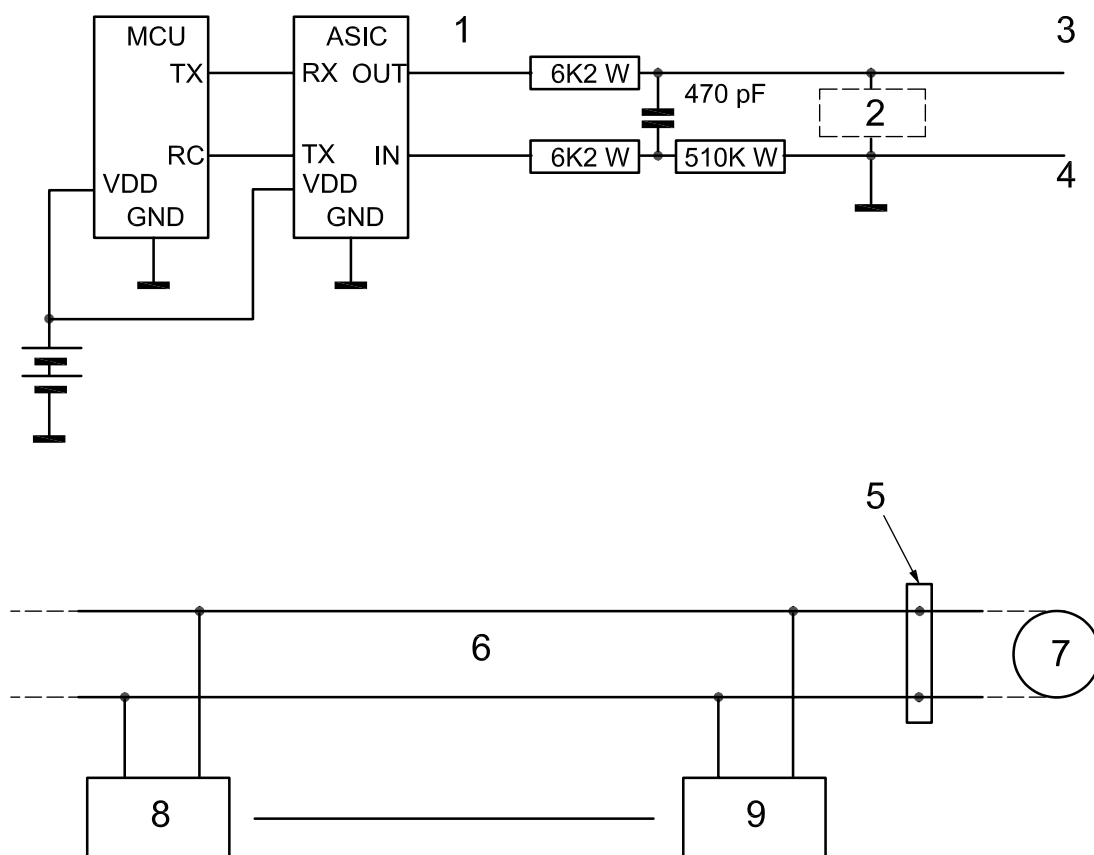 MCU
ASIC
1
3
TX
RX
OUT
6K2 W
470 pF
2
RC
TX
IN
6K2 W
510K W
4
VDD
VDD
GND
GND
5
6
7
8
9